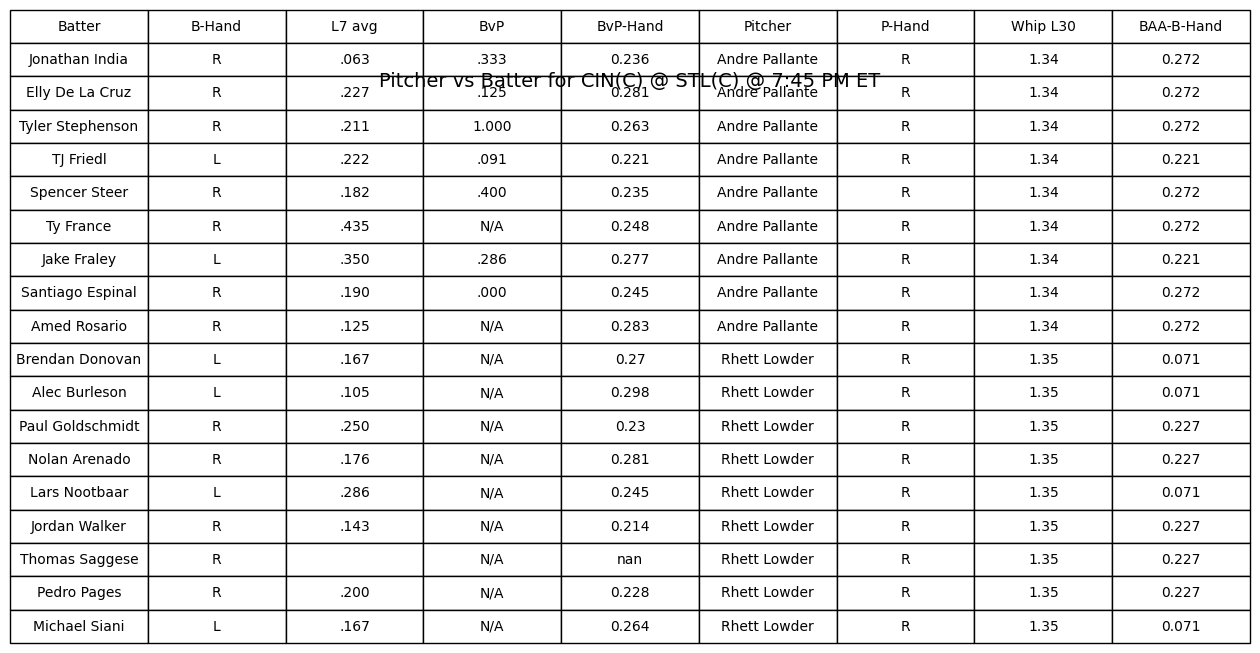 Batter B-Hand L7 avg BvP BvP-Hand Pitcher P-Hand Whip L30 BAA-B-Hand
Jonathan India R .063 .333 0.236 Andre Pallante R 1.34 0.272
Pitcher vs Batter for CIN(C) @ STL(C) @ 7:45 PM ET
Elly De La Cruz R .227 .125 0.281 Andre Pallante R 1.34 0.272
Tyler Stephenson R .211 1.000 0.263 Andre Pallante R 1.34 0.272
TJ Friedl L .222 .091 0.221 Andre Pallante R 1.34 0.221
Spencer Steer R .182 .400 0.235 Andre Pallante R 1.34 0.272
Ty France R .435 N/A 0.248 Andre Pallante R 1.34 0.272
Jake Fraley L .350 .286 0.277 Andre Pallante R 1.34 0.221
Santiago Espinal R .190 .000 0.245 Andre Pallante R 1.34 0.272
Amed Rosario R .125 N/A 0.283 Andre Pallante R 1.34 0.272
Brendan Donovan L .167 N/A 0.27 Rhett Lowder R 1.35 0.071
Alec Burleson L .105 N/A 0.298 Rhett Lowder R 1.35 0.071
Paul Goldschmidt R .250 N/A 0.23 Rhett Lowder R 1.35 0.227
Nolan Arenado R .176 N/A 0.281 Rhett Lowder R 1.35 0.227
Lars Nootbaar L .286 N/A 0.245 Rhett Lowder R 1.35 0.071
Jordan Walker R .143 N/A 0.214 Rhett Lowder R 1.35 0.227
Thomas Saggese R N/A nan Rhett Lowder R 1.35 0.227
Pedro Pages R .200 N/A 0.228 Rhett Lowder R 1.35 0.227
Michael Siani L .167 N/A 0.264 Rhett Lowder R 1.35 0.071